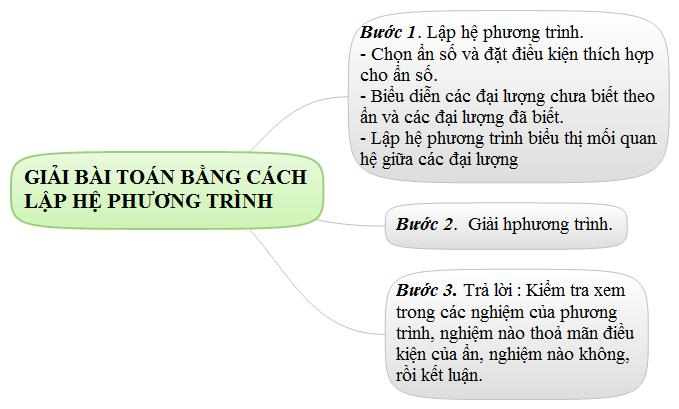 GIẢI BÀI TOÁN BẰNG CÁCH
LẬP HỆ PHƯƠNG TRÌNH
Bước 1. Lập hệ phương trình.
- Chọn ẩn số và đặt điều kiện thích hợp
cho ẩn số.
- Biểu diễn các đại lượng chưa biết theo
ẩn và các đại lượng đã biết.
- Lập hệ phương trình biểu thị mối quan
hệ giữa các đại lượng
Bước 2. Giải hphương trình.
Bước 3. Trả lời : Kiểm tra xem
trong các nghiệm của phương
trình, nghiệm nào thoả mãn điều
kiện của ẩn, nghiệm nào không,
rồi kết luận.